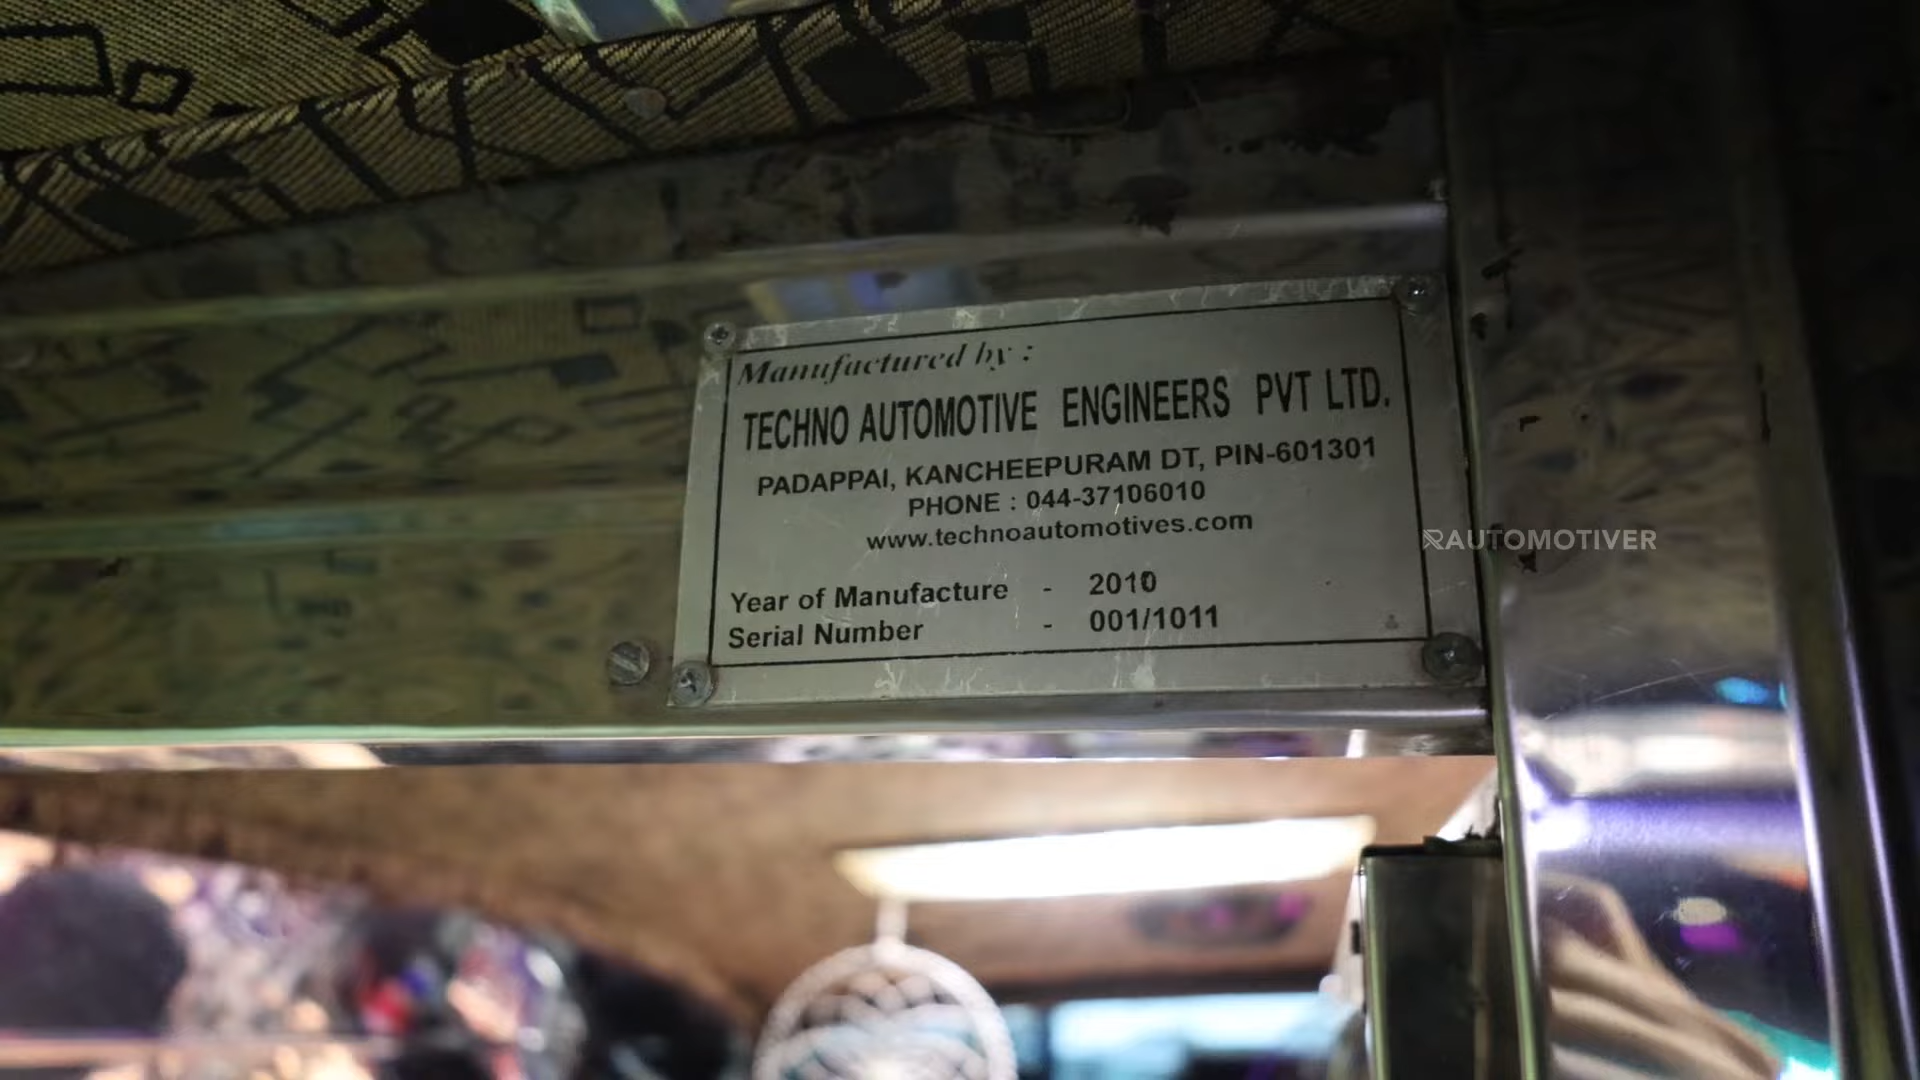 Manufactured by :
TECHNO AUTOMOTIVE ENGINEERS PVT LTD.
PADAPPAI, KANCHEEPURAM DT, PIN-601301
PHONE : 044-37106010
www.technoautomotives.com
RAUTOMOTIVER
Year of Manufacture - 2010
Serial Number - 001/1011